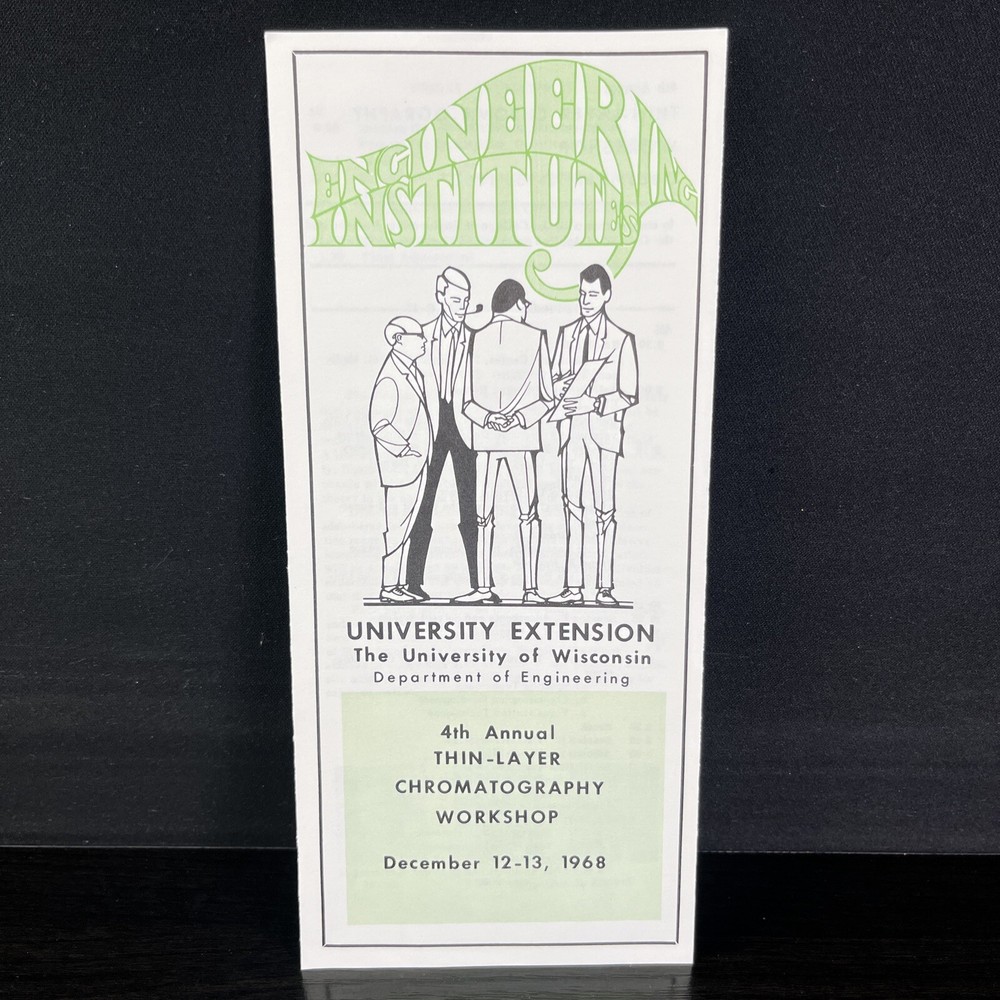 ENGINEERING
INSTITUTES
UNIVERSITY EXTENSION
The University of Wisconsin
Department of Engineering
4th Annual
THIN-LAYER
CHROMATOGRAPHY
WORKSHOP
December 12-13, 1968